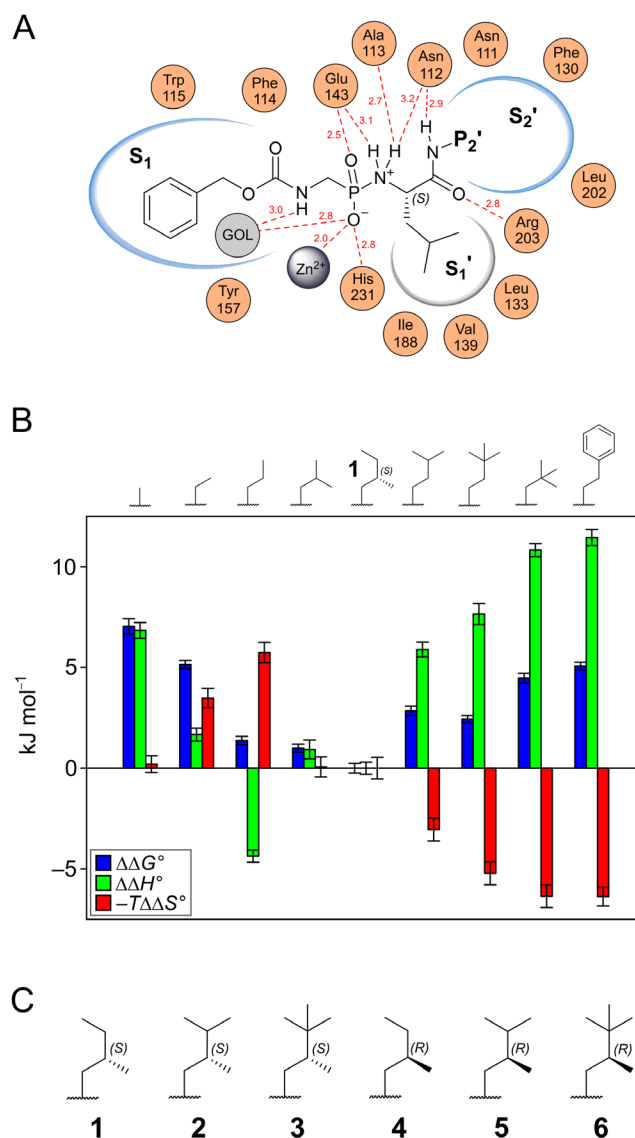 A
Ala
113
Asn
112
Asn
111
Phe
130
Glu
143
Trp
115
Phe
114
2.7
3.2
2.9
3.1
2.5
S₂'
S₁
H
H
H
N
P₂'
O
O
N⁺
Leu
202
O
N
P
(S)
O
2.8
H
O⁻
3.0
2.8
Arg
203
GOL
2.0
2.8
S₁'
Zn²⁺
His
231
Tyr
157
Leu
133
Ile
188
Val
139
B
1
(S)
10
5
0
−5
kJ mol⁻¹
ΔΔG°
ΔΔH°
−TΔΔS°
C
(S)
(S)
(S)
(R)
(R)
(R)
1
2
3
4
5
6